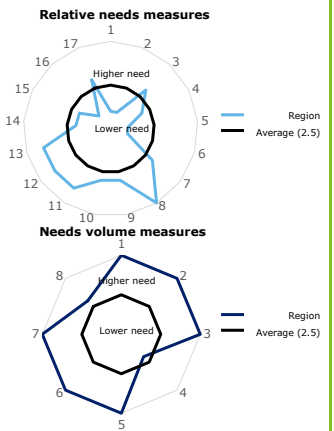 Relative needs measures
1
17
2
16
3
Higher need
15
4
14
Lower need
5
Region
Average (2.5)
13
6
12
7
11
8
10
9
Needs volume measures
1
8
Higher need
2
7
Lower need
3
Region
Average (2.5)
6
4
5